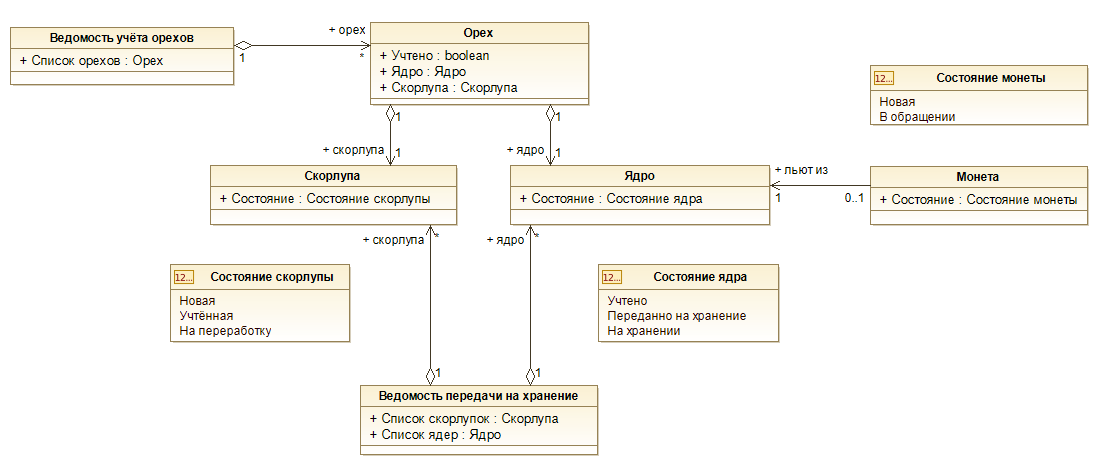 Ведомость учёта орехов
+ Список орехов : Орех
1
+ орех
*
Орех
+ Учтено : boolean
+ Ядро : Ядро
+ Скорлупа : Скорлупа
1
1
+ скорлупа
1
+ ядро
1
12...
Состояние монеты
Новая
В обращении
Скорлупа
+ Состояние : Состояние скорлупы
Ядро
+ Состояние : Состояние ядра
+ льют из
1
0..1
Монета
+ Состояние : Состояние монеты
+ скорлупа
*
+ ядро
*
12...
Состояние скорлупы
Новая
Учтённая
На переработку
12...
Состояние ядра
Учтено
Переданно на хранение
На хранении
1
1
Ведомость передачи на хранение
+ Список скорлупок : Скорлупа
+ Список ядер : Ядро